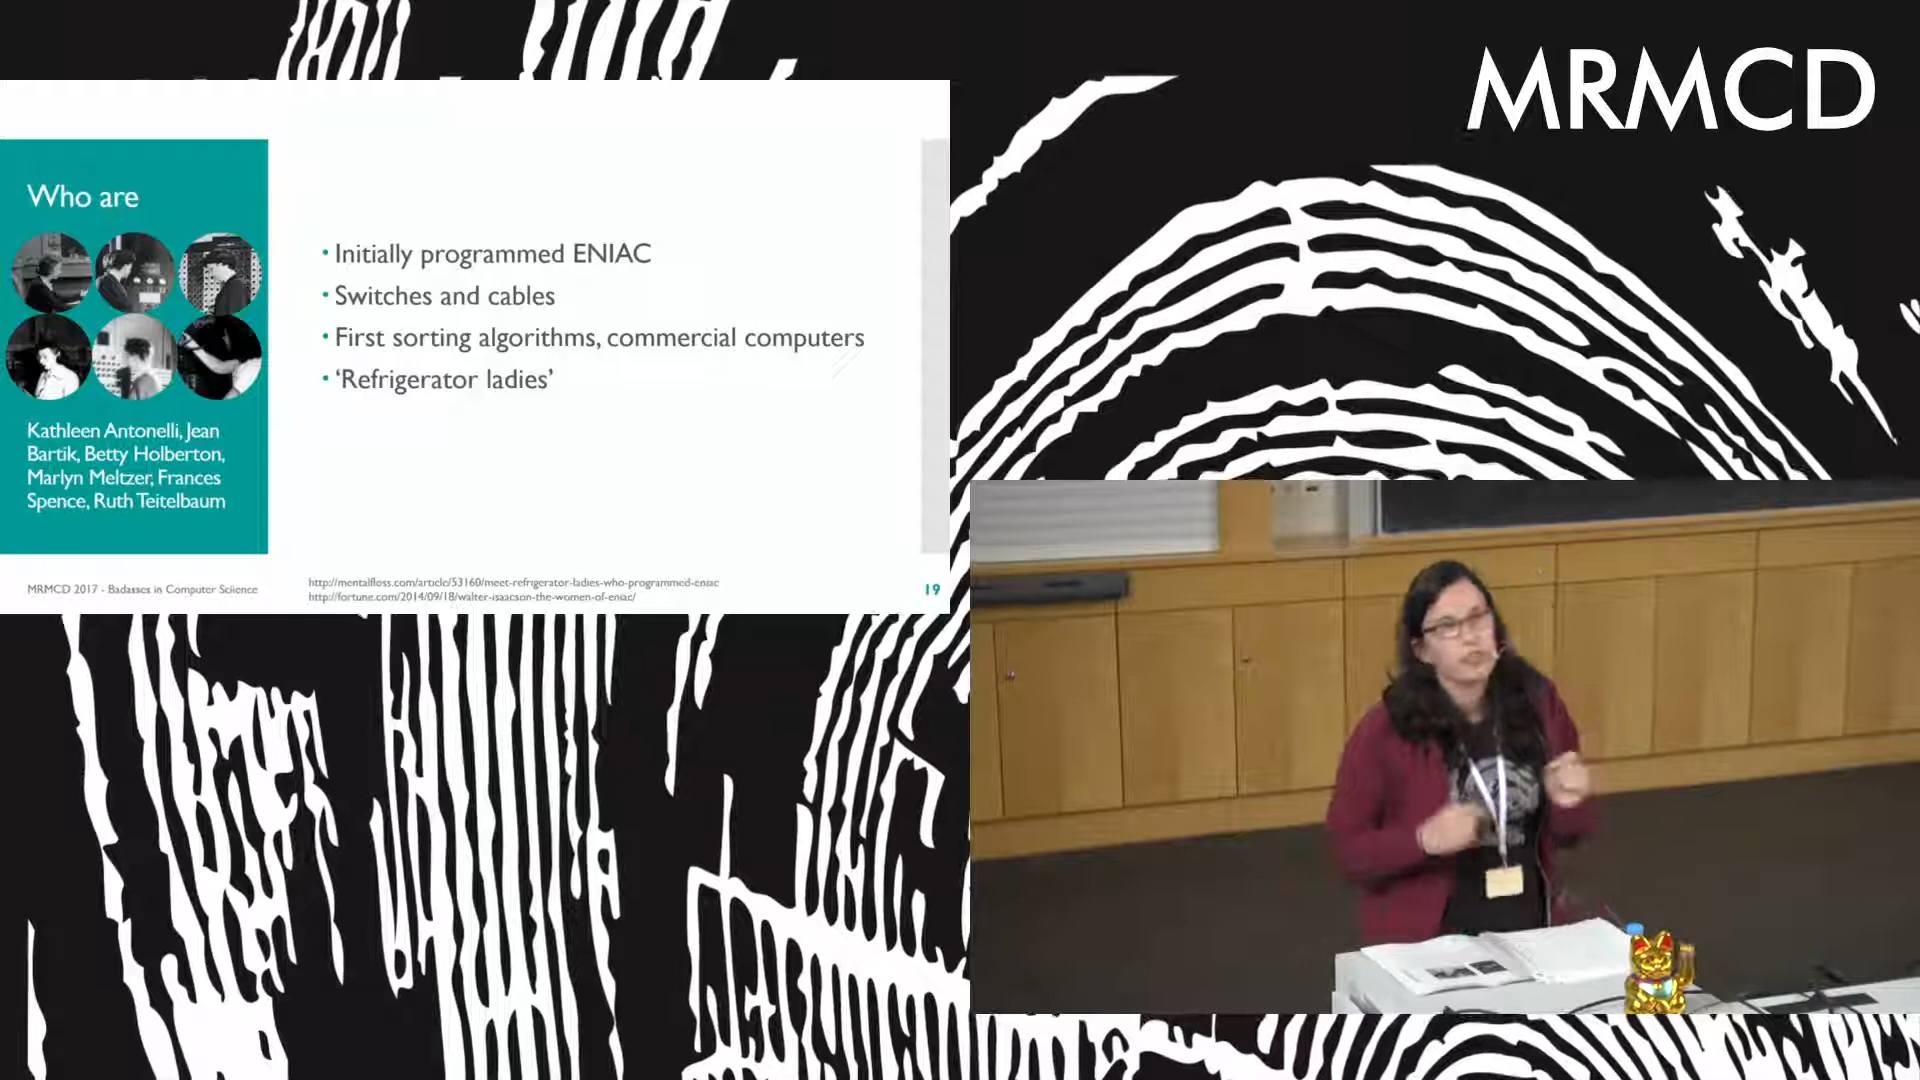 MRMCD
Who are
Kathleen Antonelli, Jean
Bartik, Betty Holberton,
Marlyn Meltzer, Frances
Spence, Ruth Teitelbaum
• Initially programmed ENIAC
• Switches and cables
• First sorting algorithms, commercial computers
• ‘Refrigerator ladies’
MRMCD 2017 - Badasses in Computer Science
http://mentalfloss.com/article/53160/meet-refrigerator-ladies-who-programmed-eniac
http://fortune.com/2014/09/18/walter-isaacson-the-women-of-eniac/
19